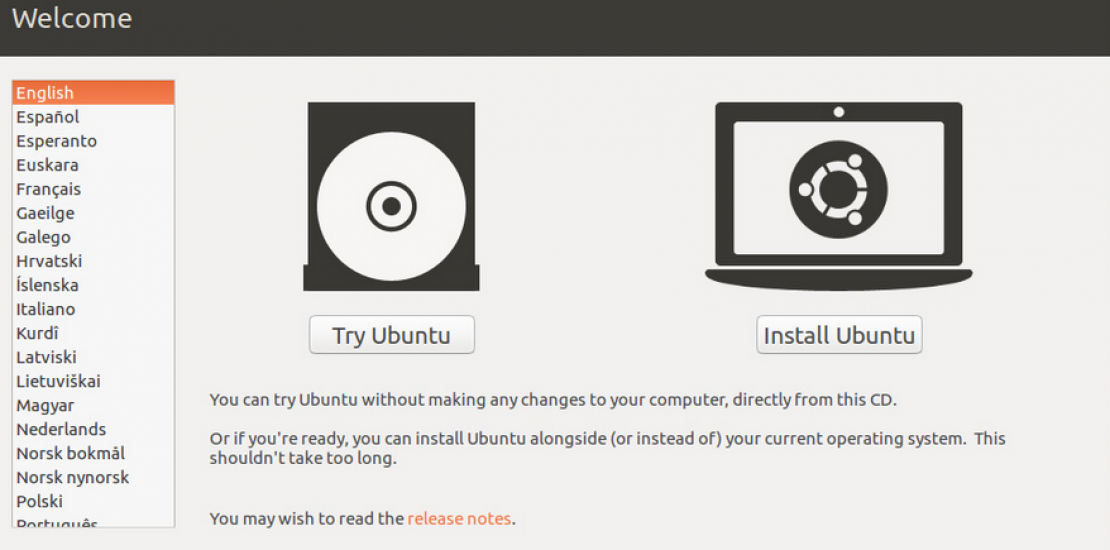 Welcome
English
Español
Esperanto
Euskara
Français
Gaeilge
Galego
Hrvatski
Íslenska
Italiano
Kurdî
Latviski
Lietuviškai
Magyar
Nederlands
Norsk bokmål
Norsk nynorsk
Polski
Português
Try Ubuntu
Install Ubuntu
You can try Ubuntu without making any changes to your computer, directly from this CD.
Or if you're ready, you can install Ubuntu alongside (or instead of) your current operating system.  This
shouldn't take too long.
You may wish to read the release notes.